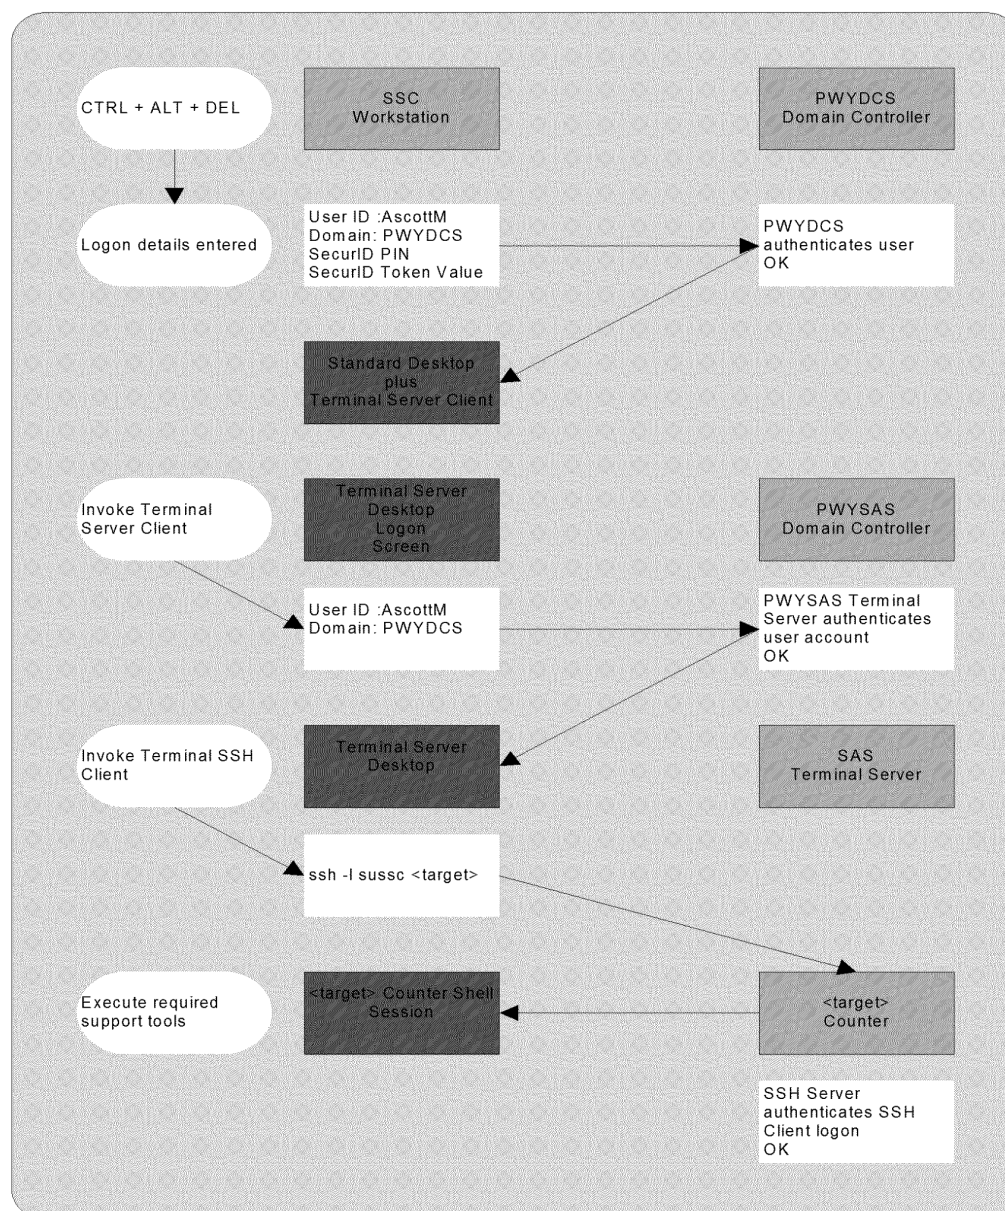 CTRL + ALT + DEL
SSC
Workstation
PWYDCS
Domain Controller
Logon details entered
User ID :AscottM
Domain: PWYDCS
SecurID PIN
SecurID Token Value
PWYDCS
authenticates user
OK
Standard Desktop
plus
Terminal Server Client
Invoke Terminal
Server Client
Terminal Server
Desktop
Logon
Screen
PWYSAS
Domain Controller
User ID :AscottM
Domain: PWYDCS
PWYSAS Terminal
Server authenticates
user account
OK
Invoke Terminal SSH
Client
Terminal Server
Desktop
SAS
Terminal Server
ssh -l sussc <target>
Execute required
support tools
<target> Counter Shell
Session
<target>
Counter
SSH Server
authenticates SSH
Client logon
OK